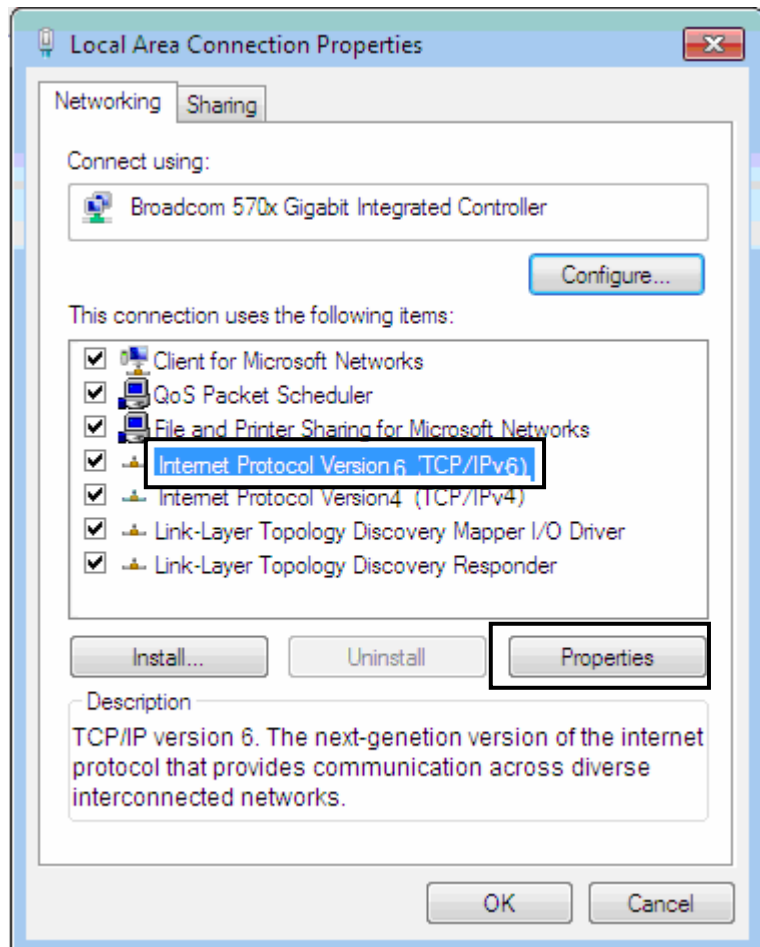 Local Area Connection Properties
Networking
Sharing
Connect using:
Broadcom 570x Gigabit Integrated Controller
Configure...
This connection uses the following items:
Client for Microsoft Networks
QoS Packet Scheduler
File and Printer Sharing for Microsoft Networks
Internet Protocol Version 6 (TCP/IPv6)
Internet Protocol Version4 (TCP/IPv4)
Link-Layer Topology Discovery Mapper I/O Driver
Link-Layer Topology Discovery Responder
Install...
Uninstall
Properties
Description
TCP/IP version 6. The next-genetion version of the internet
protocol that provides communication across diverse
interconnected networks.
OK
Cancel